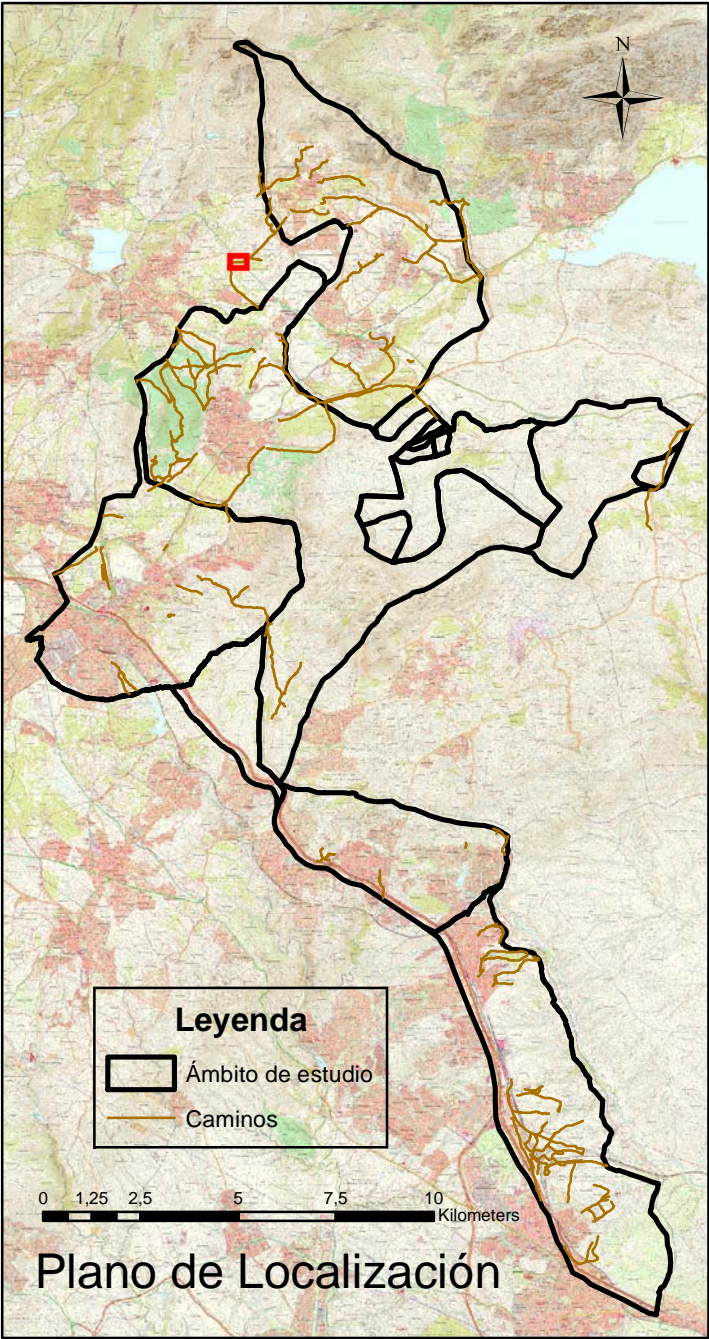 N
Leyenda
Ámbito de estudio
Caminos
0 1,25 2,5 5 7,5 10
Kilometers
Plano de Localización